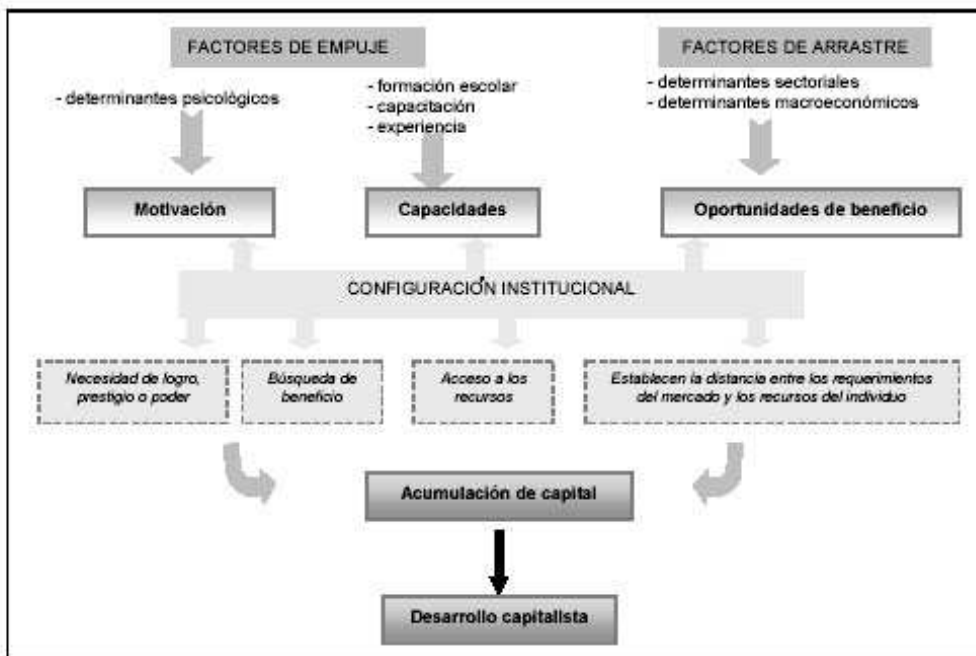 FACTORES DE EMPUJE
FACTORES DE ARRASTRE
- determinantes psicológicos
- formación escolar
- capacitación
- experiencia
- determinantes sectoriales
- determinantes macroeconómicos
Motivación
Capacidades
Oportunidades de beneficio
CONFIGURACIÓN INSTITUCIONAL
Necesidad de logro,
prestigio o poder
Búsqueda de
beneficio
Acceso a los
recursos
Establecen la distancia entre los requerimientos
del mercado y los recursos del individuo
Acumulación de capital
Desarrollo capitalista